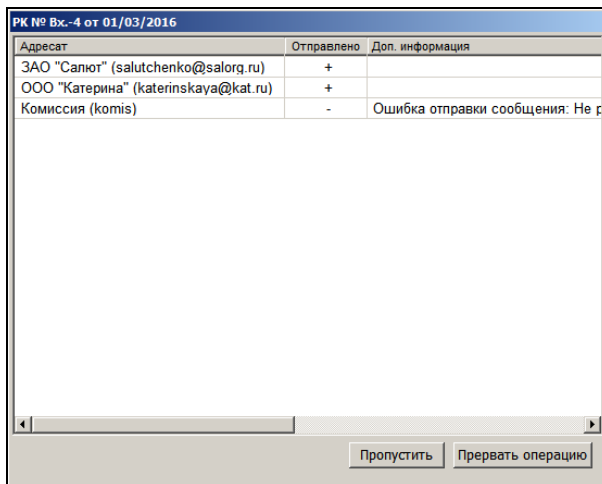 РК № Вх.-4 от 01/03/2016
Адресат Отправлено Доп. информация
ЗАО "Салют" (salutchenko@salorg.ru) +
ООО "Катерина" (katerinskaya@kat.ru) +
Комиссия (komis) - Ошибка отправки сообщения: Не
Пропустить Прервать операцию